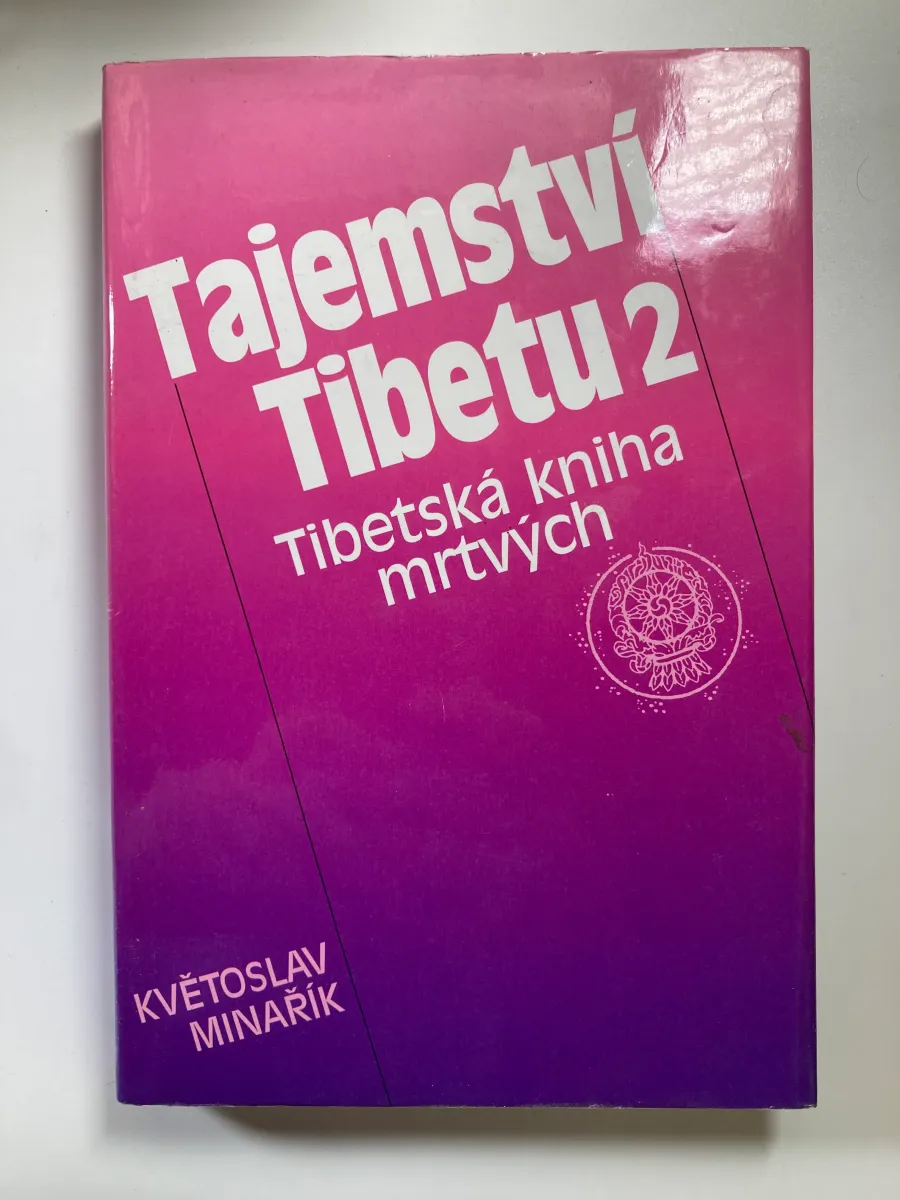 Tajemství
Tibetu 2
Tibetská kniha
mrtvých
KVĚTOSLAV
MINAŘÍK